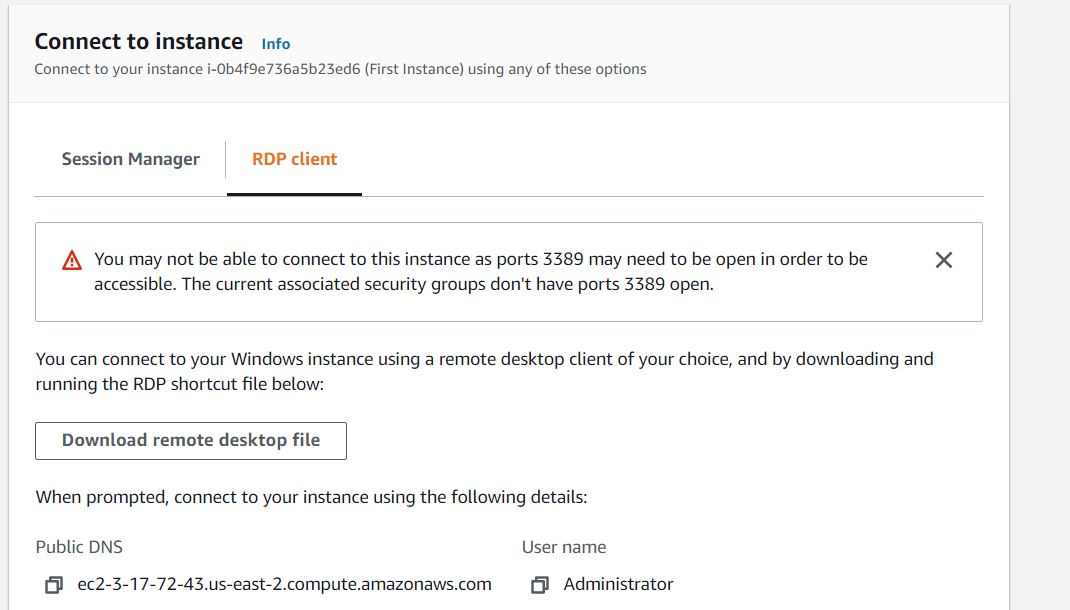 Connect to instance Info
Connect to your instance i-0b4f9e736a5b23ed6 (First Instance) using any of these options
Session Manager RDP client
You may not be able to connect to this instance as ports 3389 may need to be open in order to be
accessible. The current associated security groups don't have ports 3389 open.
You can connect to your Windows instance using a remote desktop client of your choice, and by downloading and
running the RDP shortcut file below:
Download remote desktop file
When prompted, connect to your instance using the following details:
Public DNS User name
ec2-3-17-72-43.us-east-2.compute.amazonaws.com Administrator